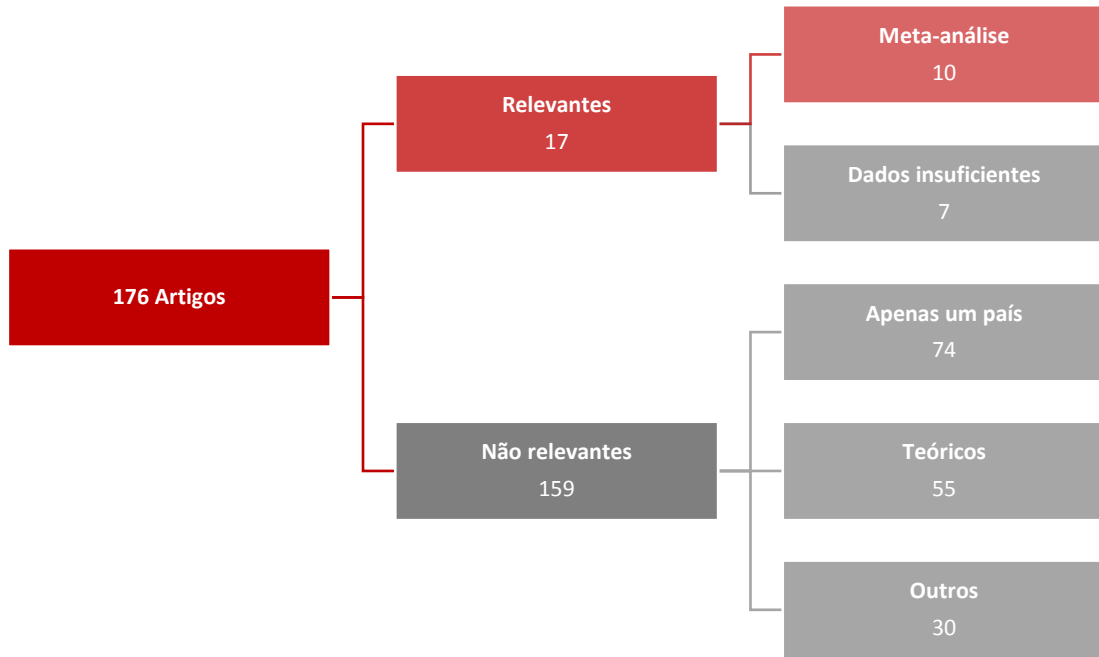 176 Artigos
Relevantes
17
Meta-análise
10
Dados insuficientes
7
Não relevantes
159
Apenas um país
74
Teóricos
55
Outros
30